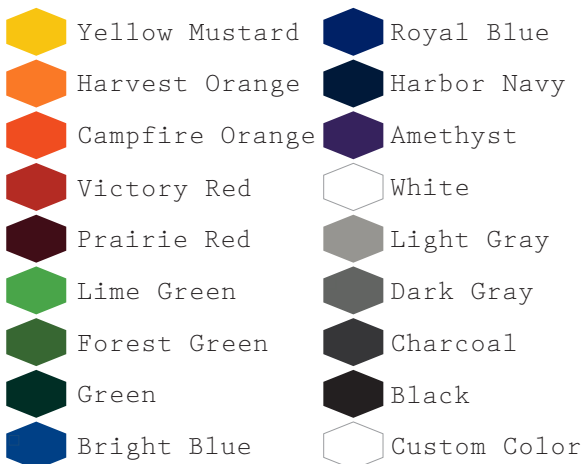 Yellow Mustard
Harvest Orange
Campfire Orange
Victory Red
Prairie Red
Lime Green
Forest Green
Green
Bright Blue
Royal Blue
Harbor Navy
Amethyst
White
Light Gray
Dark Gray
Charcoal
Black
Custom Color